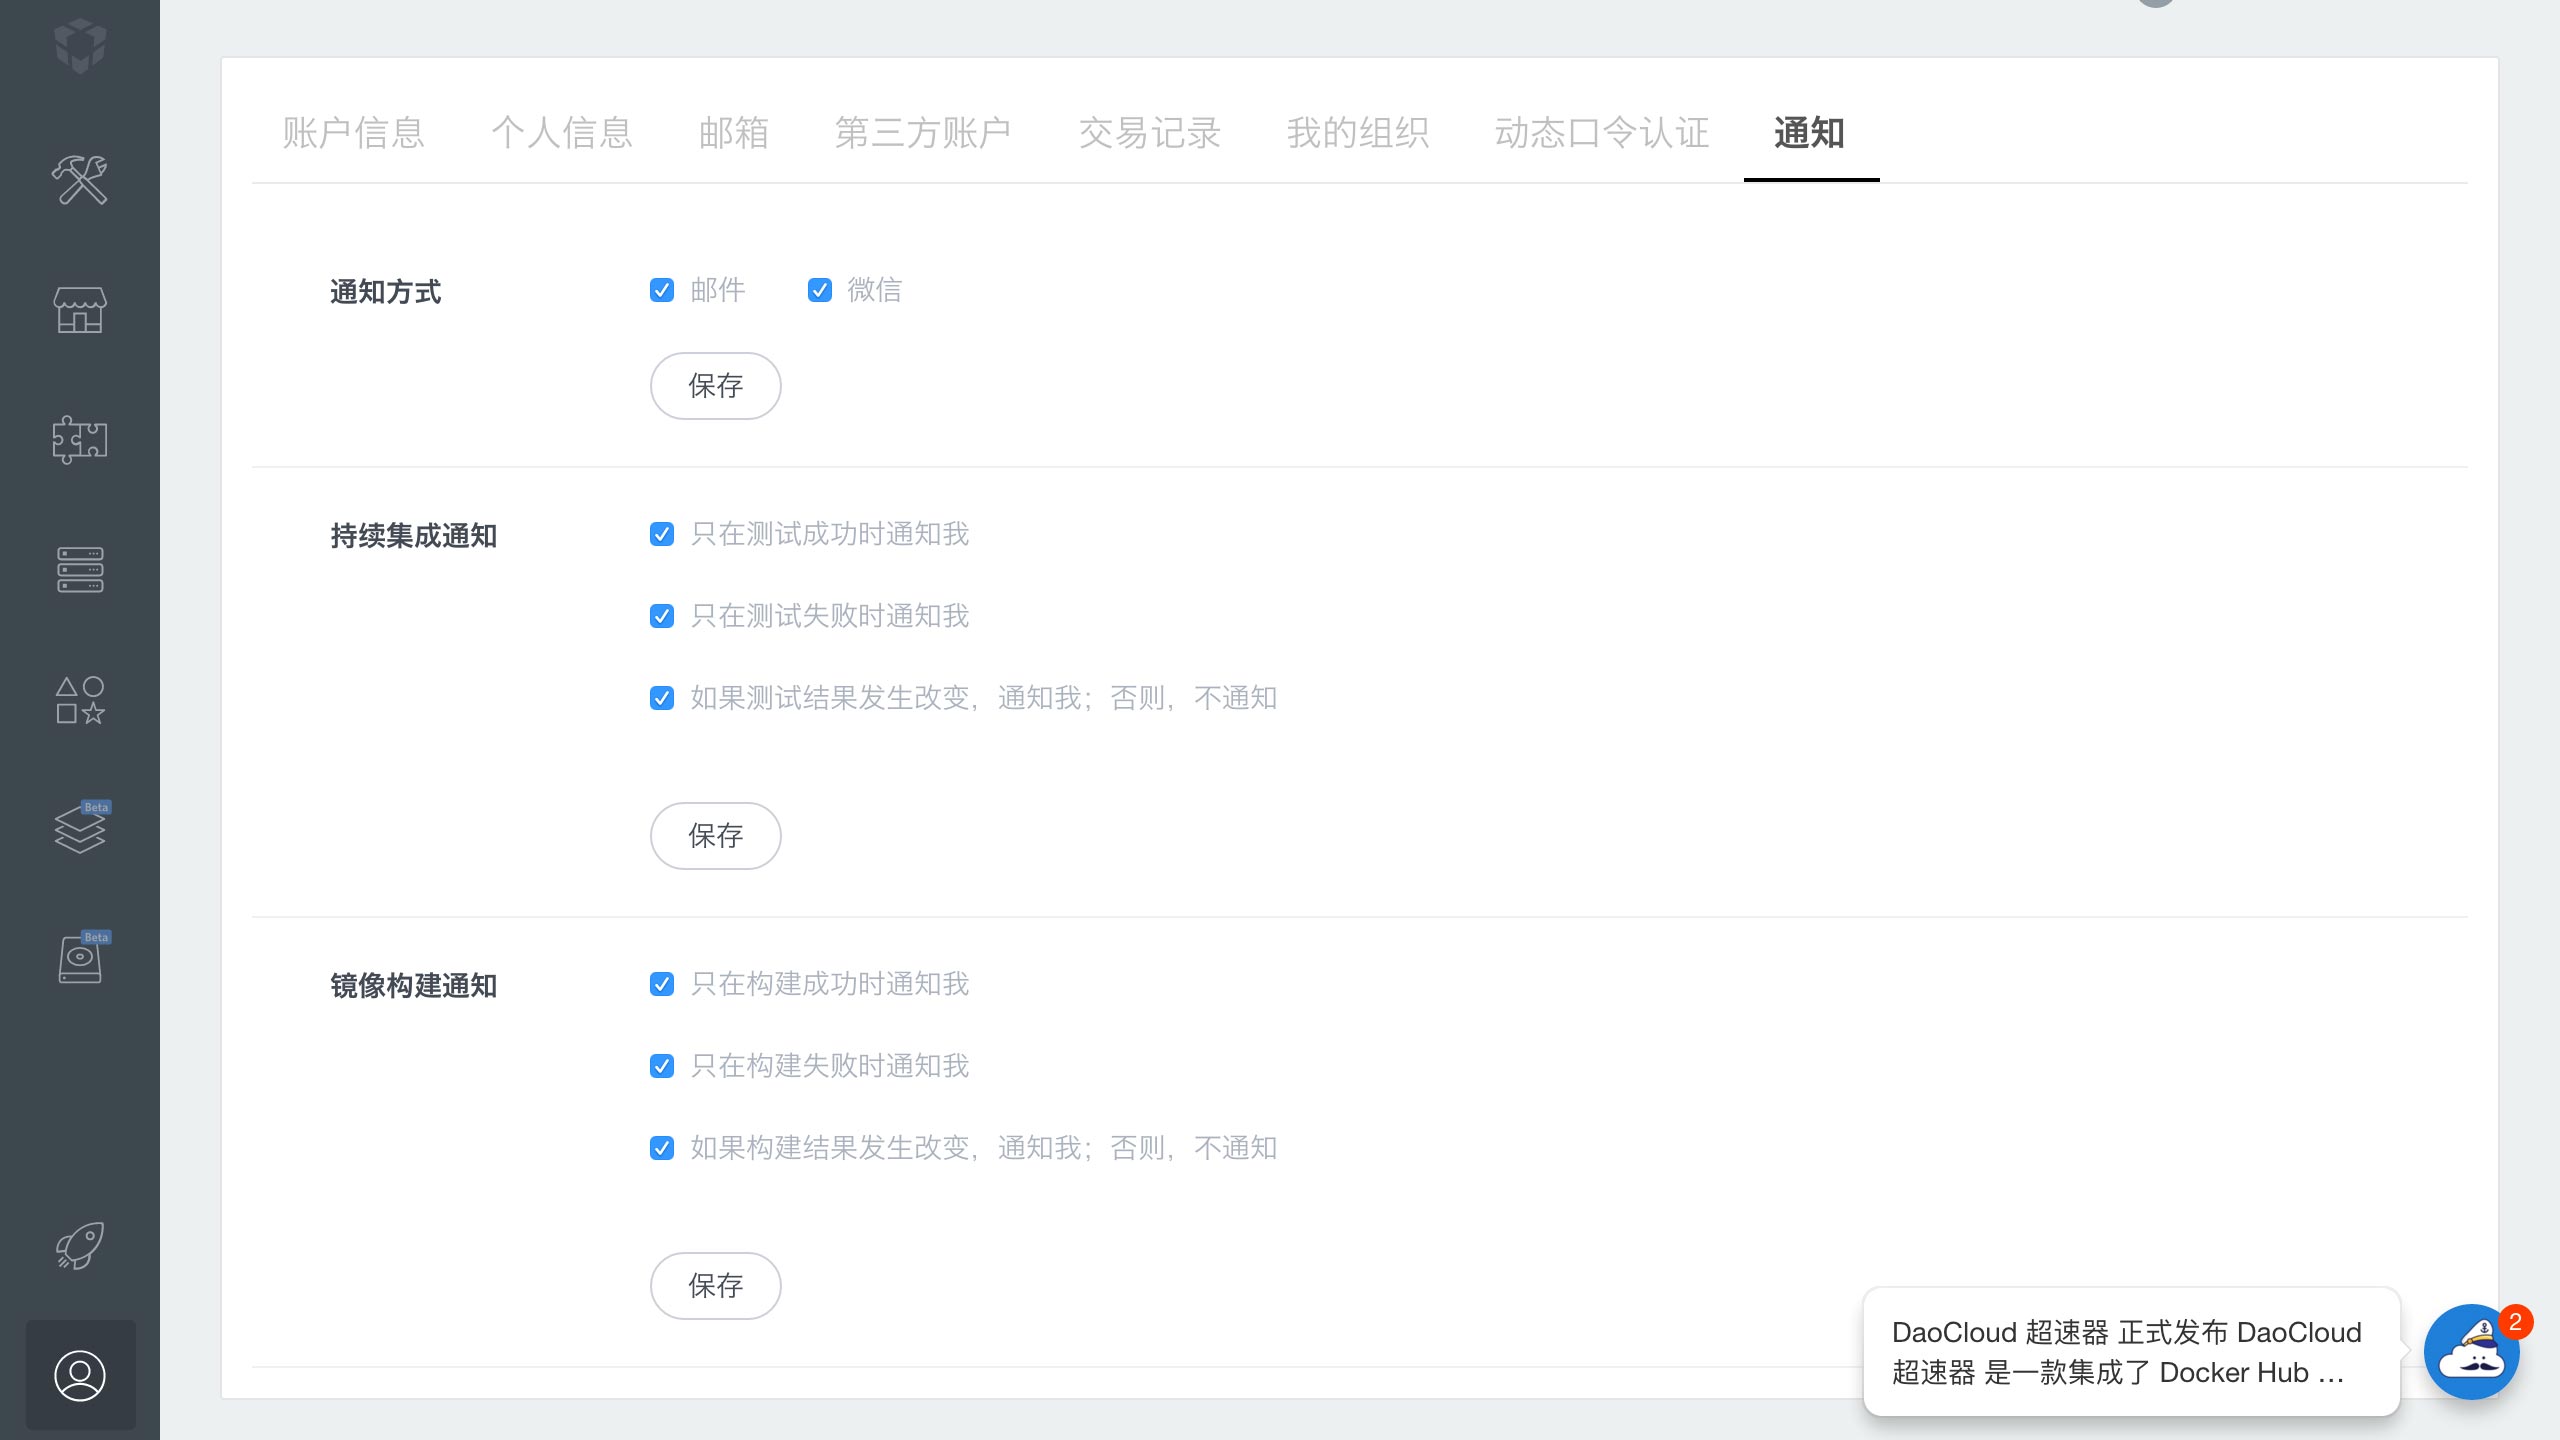 账户信息 个人信息 邮箱 第三方账户 交易记录 我的组织 动态口令认证 通知
通知方式 邮件 微信
保存
持续集成通知 只在测试成功时通知我
只在测试失败时通知我
如果测试结果发生改变，通知我；否则，不通知
保存
Beta
Beta
镜像构建通知 只在构建成功时通知我
只在构建失败时通知我
如果构建结果发生改变，通知我；否则，不通知
保存
DaoCloud 超速器 正式发布 DaoCloud
超速器 是一款集成了 Docker Hub …
2